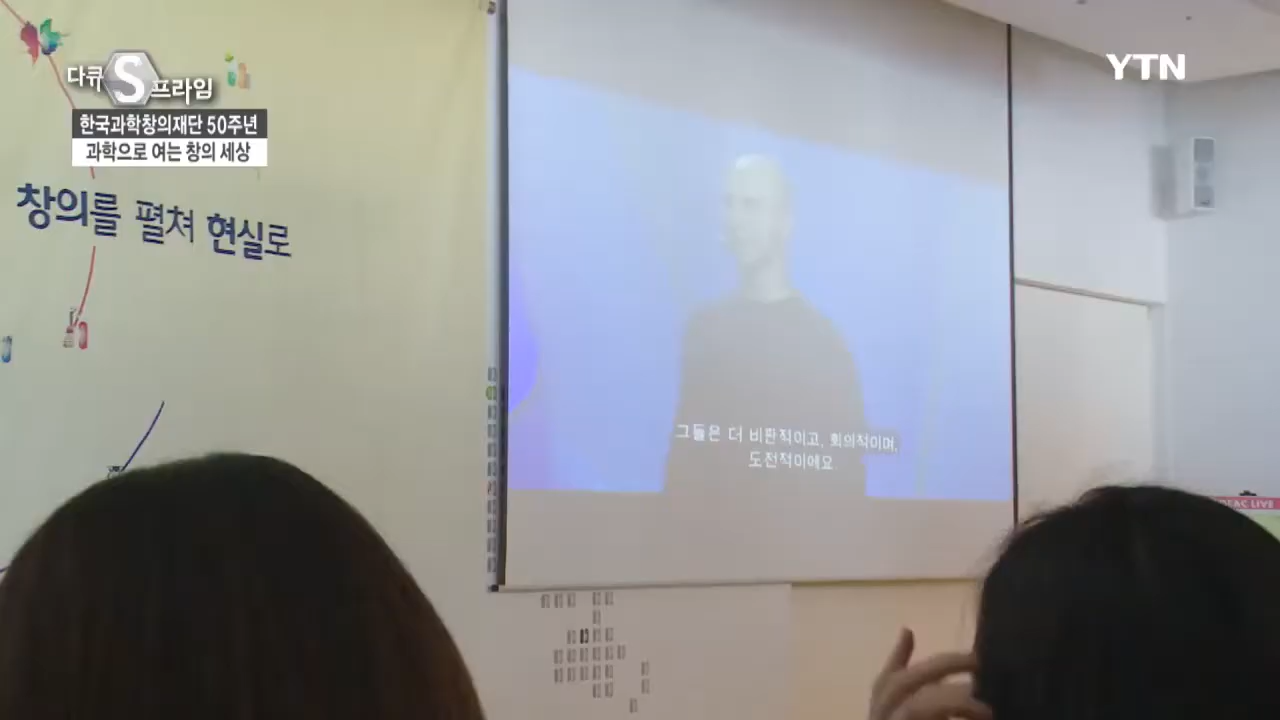 다큐 S 프라임
한국과학창의재단 50주년
과학으로 여는 창의 세상
YTN
창의를 펼쳐 현실로
그들은 더 비판적이고, 회의적이며,
도전적이에요
LIVE